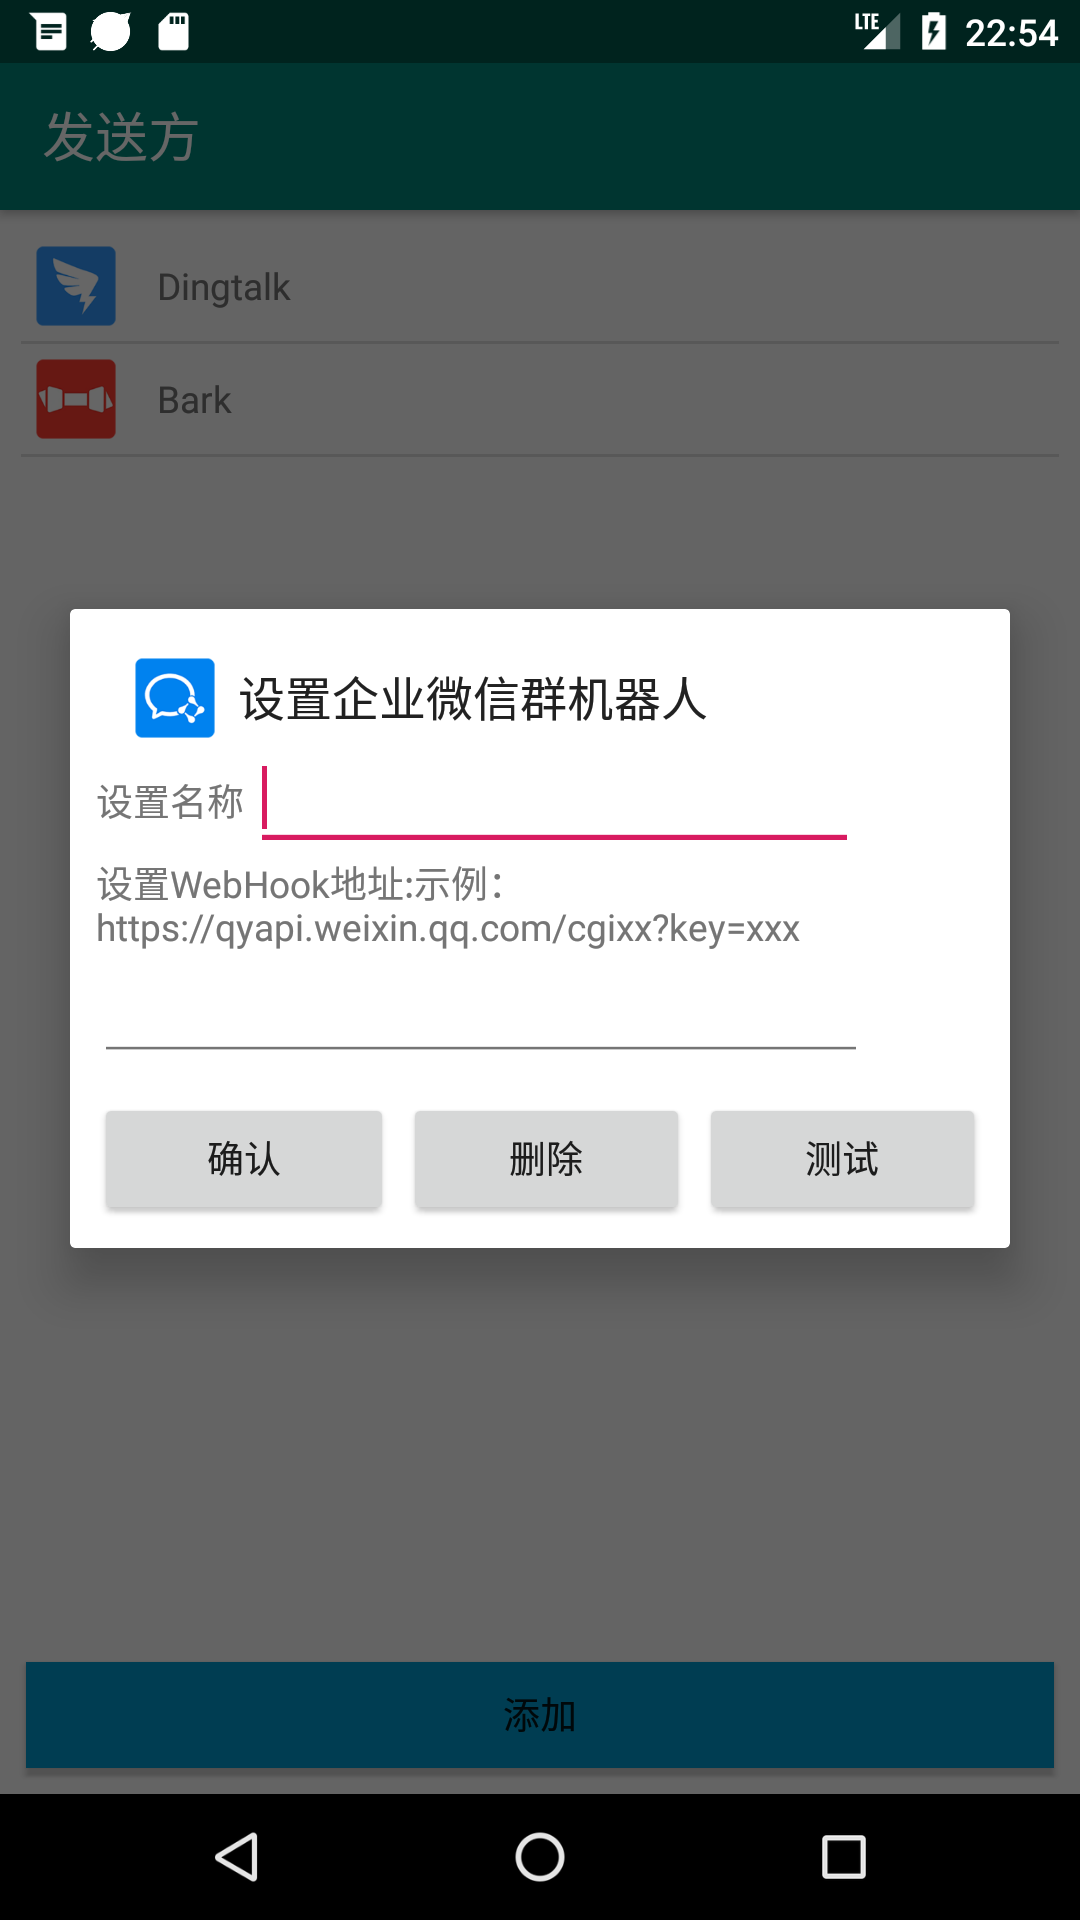 LTE 22:54
发送方
Dingtalk
Bark
设置企业微信群机器人
设置名称
设置WebHook地址:示例：
https://qyapi.weixin.qq.com/cgixx?key=xxx
确认 删除 测试
添加